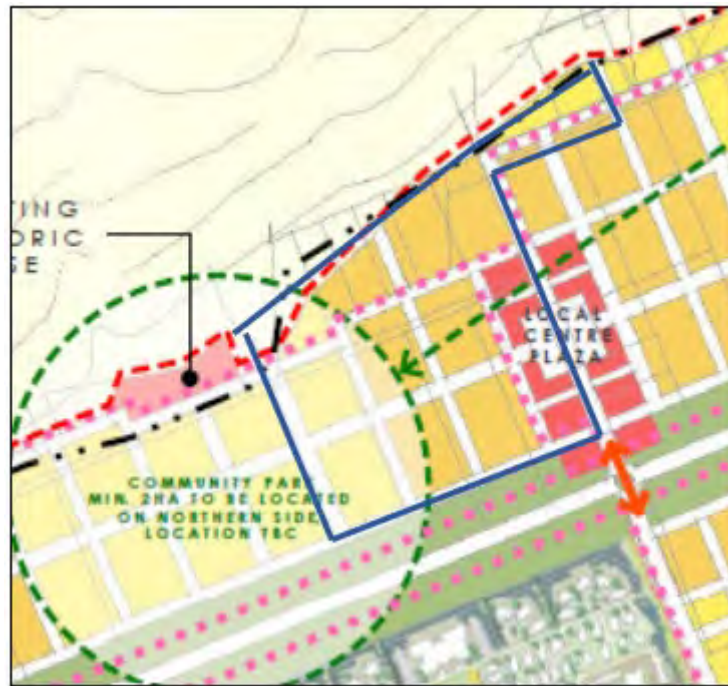 TING
ORIC
SE
LOCAL
CENTRE
PLAZA
COMMUNITY PARK
MIN. 2HA TO BE LOCATED
ON NORTHERN SIDE,
LOCATION TBC